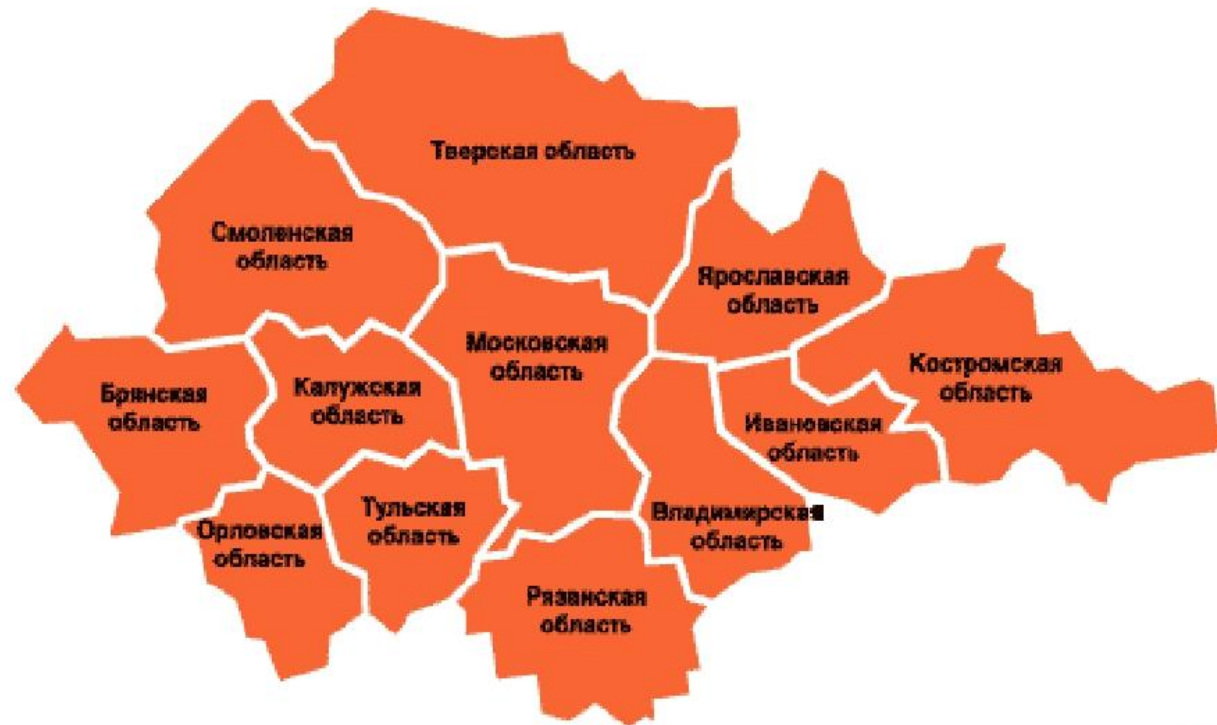 Тверская область
Смоленская
область
Ярославская
область
Московская
область
Костромская
область
Брянская
область
Калужская
область
Ивановская
область
Тульская
область
Владимирская
область
Орловская
область
Рязанская
область